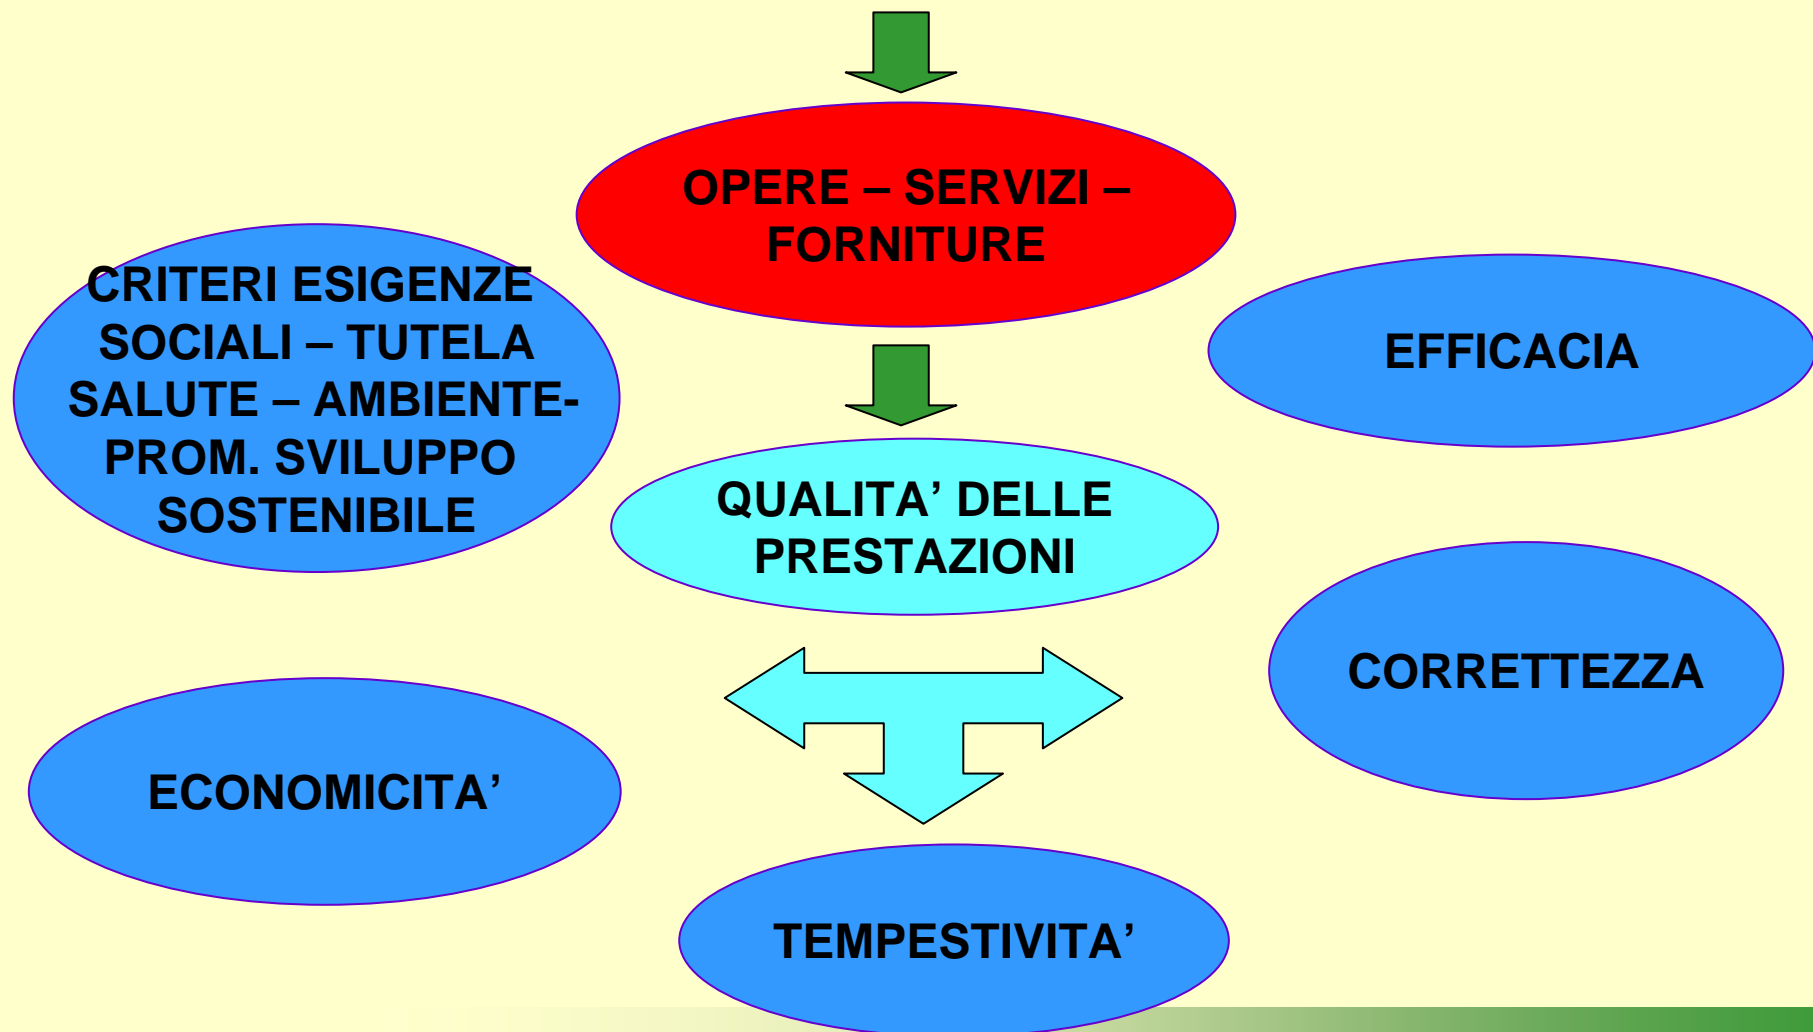 OPERE – SERVIZI –
FORNITURE
CRITERI ESIGENZE
SOCIALI – TUTELA
SALUTE – AMBIENTE-
PROM. SVILUPPO
SOSTENIBILE
EFFICACIA
QUALITA’ DELLE
PRESTAZIONI
CORRETTEZZA
ECONOMICITA’
TEMPESTIVITA’